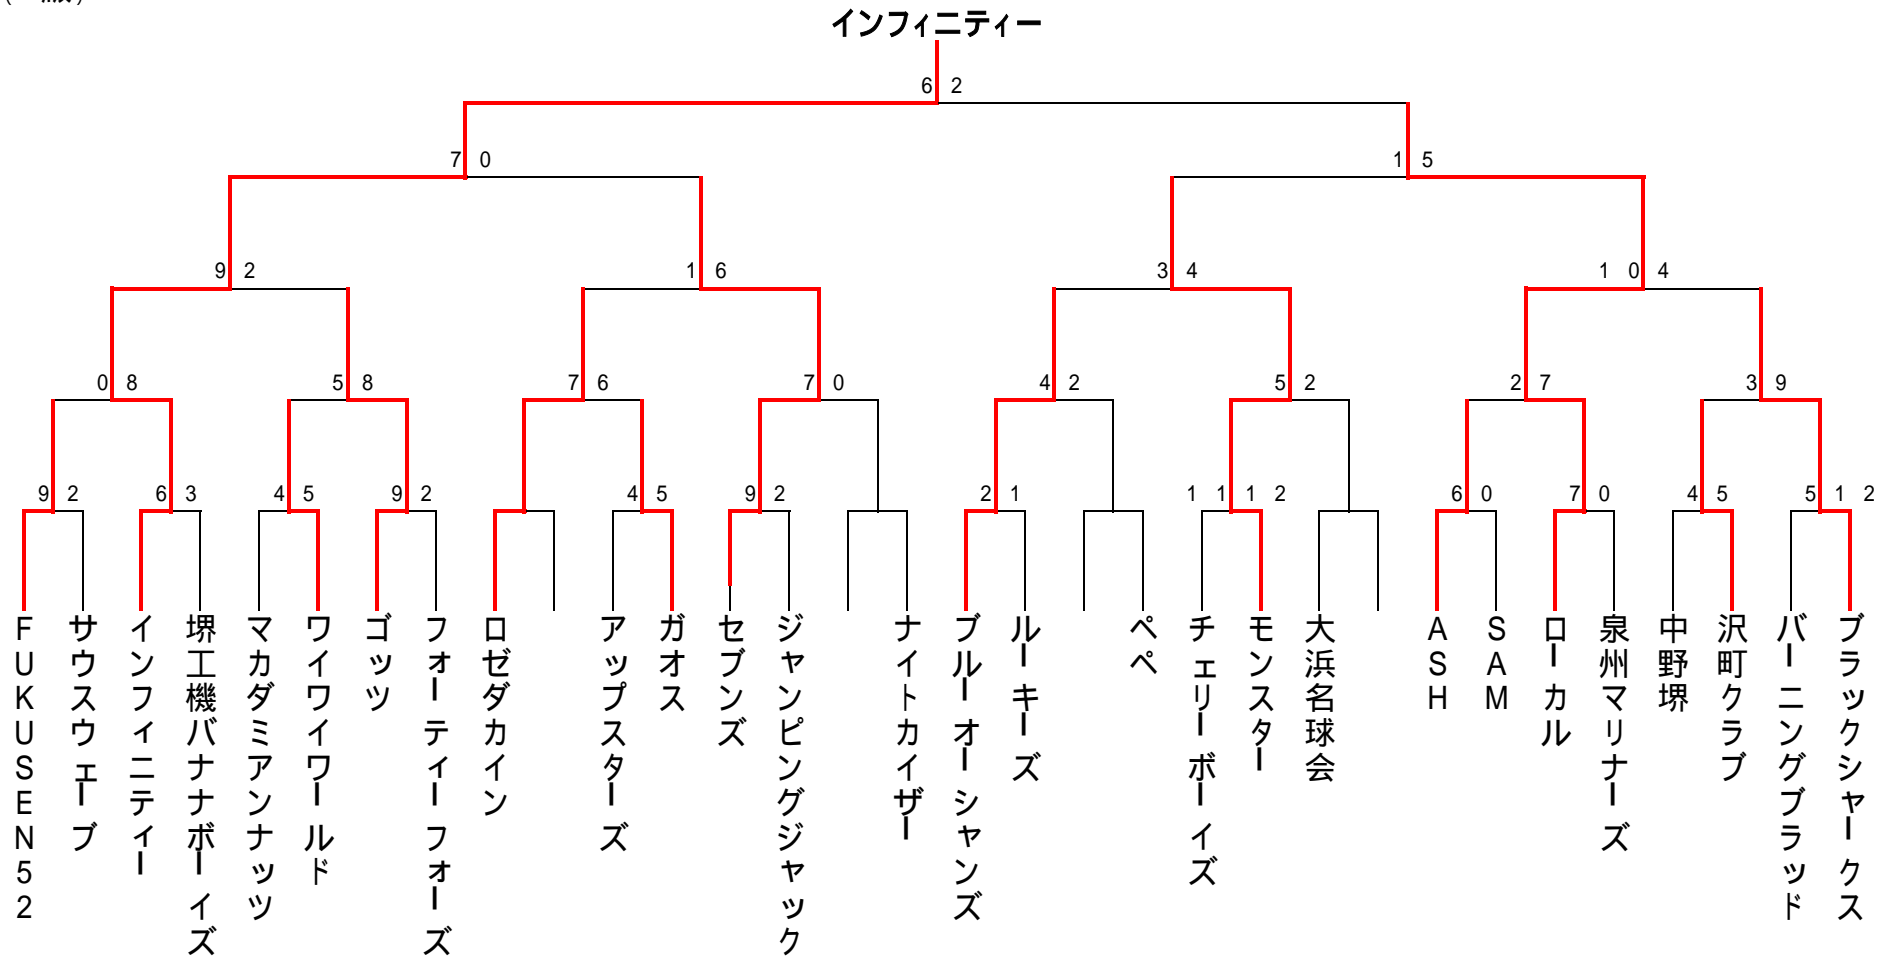 インフィニティー
6 2
7 0
1 5
9 2
1 6
3 4
1 0 4
0 8
5 8
7 6
7 0
4 2
5 2
2 7
3 9
9 2
6 3
4 5
9 2
4 5
9 2
2 1
1 1 1 2
6 0
7 0
4 5
5 1 2
FUKUSEN52
サウスウェーブ
インフィニティー
堺工機バナナボーイズ
マカダミアンナッツ
ワイワイワールド
ゴッツ
フォーティーフォーズ
ロゼダカイン
アップスターズ
ガオス
セブンズ
ジャンピングジャック
ナイトカイザー
ブルーオーシャンズ
ルーキーズ
ペペ
チェリーボーイズ
モンスター
大浜名球会
ASH
SAM
ローカル
泉州マリナーズ
中野堺
沢町クラブ
バーニングブラッド
ブラックシャークス